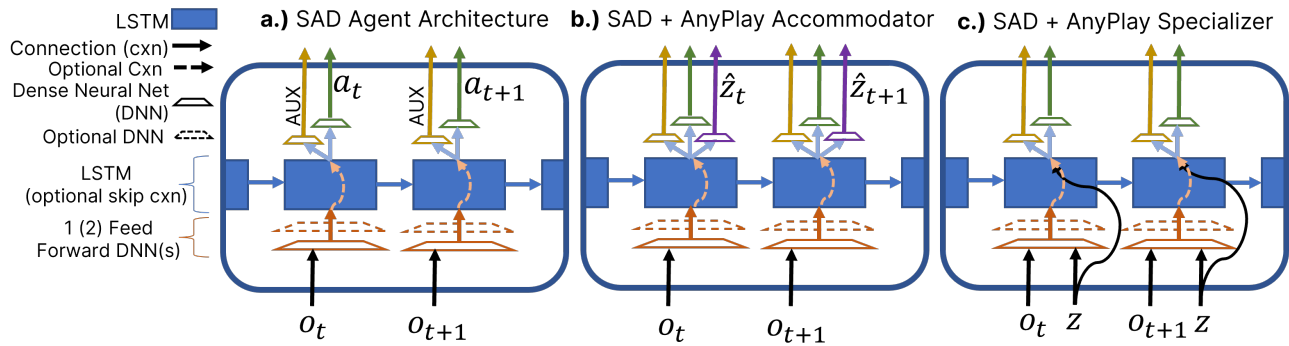 LSTM
Connection (cxn)
Optional Cxn
Dense Neural Net
(DNN)
Optional DNN
LSTM
(optional skip cxn)
1 (2) Feed
Forward DNN(s)
a.) SAD Agent Architecture
AUX
a_t
AUX
a_{t+1}
o_t
o_{t+1}
b.) SAD + AnyPlay Accommodator
ẑ_t
ẑ_{t+1}
o_t
o_{t+1}
c.) SAD + AnyPlay Specializer
o_t z
o_{t+1} z